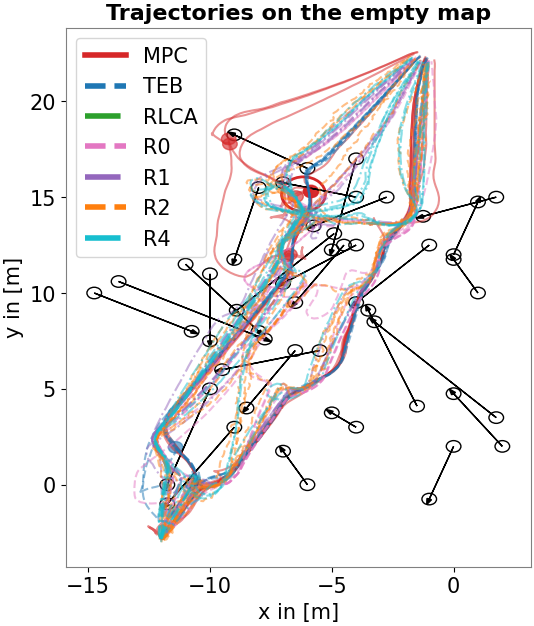 Trajectories on the empty map
MPC
TEB
RLCA
R0
R1
R2
R4
20
15
10
5
0
y in [m]
−15
−10
−5
0
x in [m]